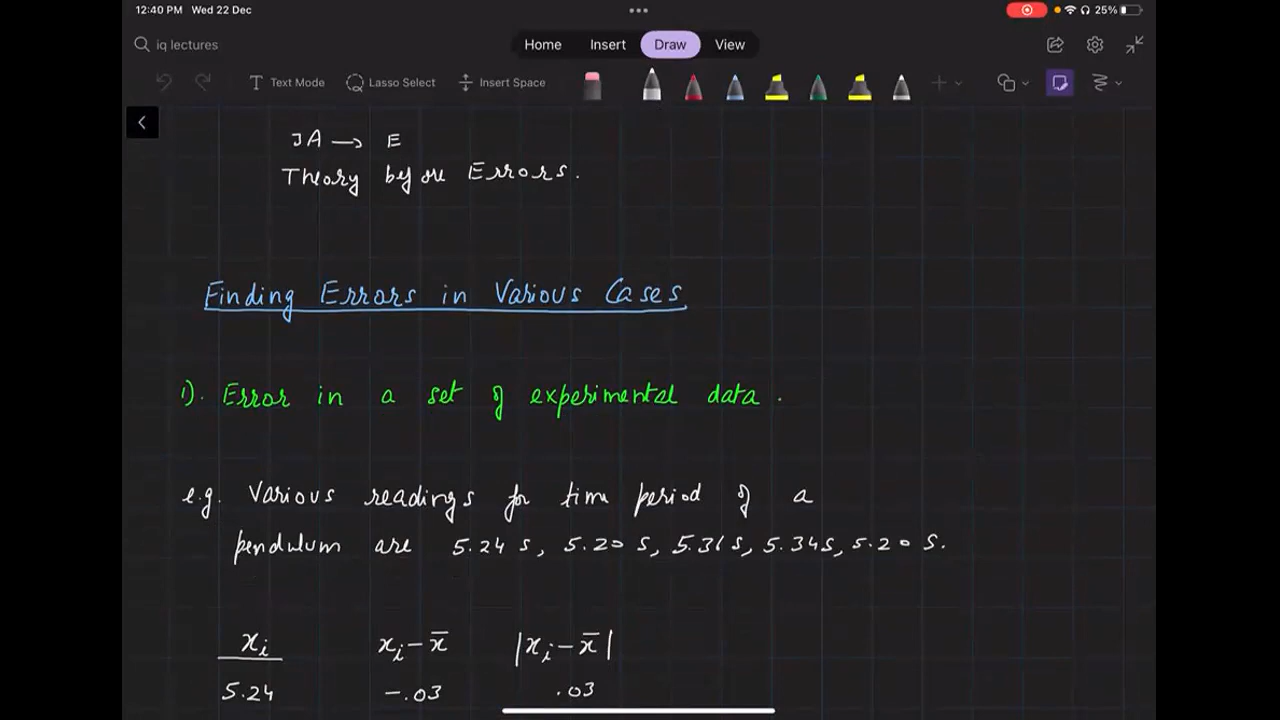 12:40 PM Wed 22 Dec
25%
iq lectures
Home Insert Draw View
Text Mode Lasso Select Insert Space
JA → E
Theory before Errors.
Finding Errors in Various Cases
1). Error in a set of experimental data.
e.g. Various readings for time period of a
pendulum are 5.24 s, 5.20 s, 5.36 s, 5.34 s, 5.20 s.
xᵢ xᵢ – x̄ |xᵢ – x̄|
5.24 –.03 .03